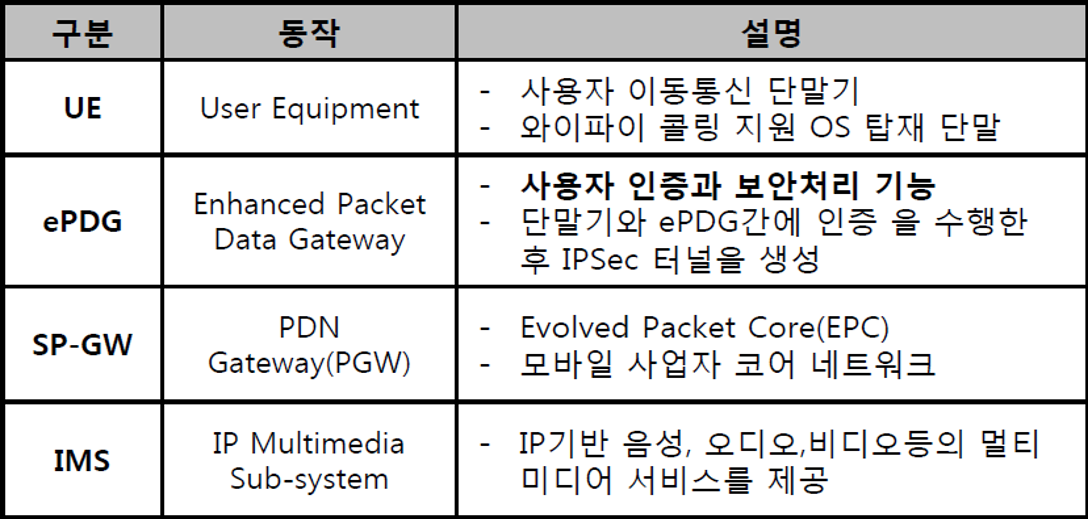 구분 동작 설명
UE User Equipment
- 사용자 이동통신 단말기
- 와이파이 콜링 지원 OS 탑재 단말
ePDG
Enhanced Packet
Data Gateway
- 사용자 인증과 보안처리 기능
- 단말기와 ePDG간에 인증 을 수행한
후 IPSec 터널을 생성
SP-GW
PDN
Gateway(PGW)
- Evolved Packet Core(EPC)
- 모바일 사업자 코어 네트워크
IMS
IP Multimedia
Sub-system
- IP기반 음성, 오디오,비디오등의 멀티
미디어 서비스를 제공